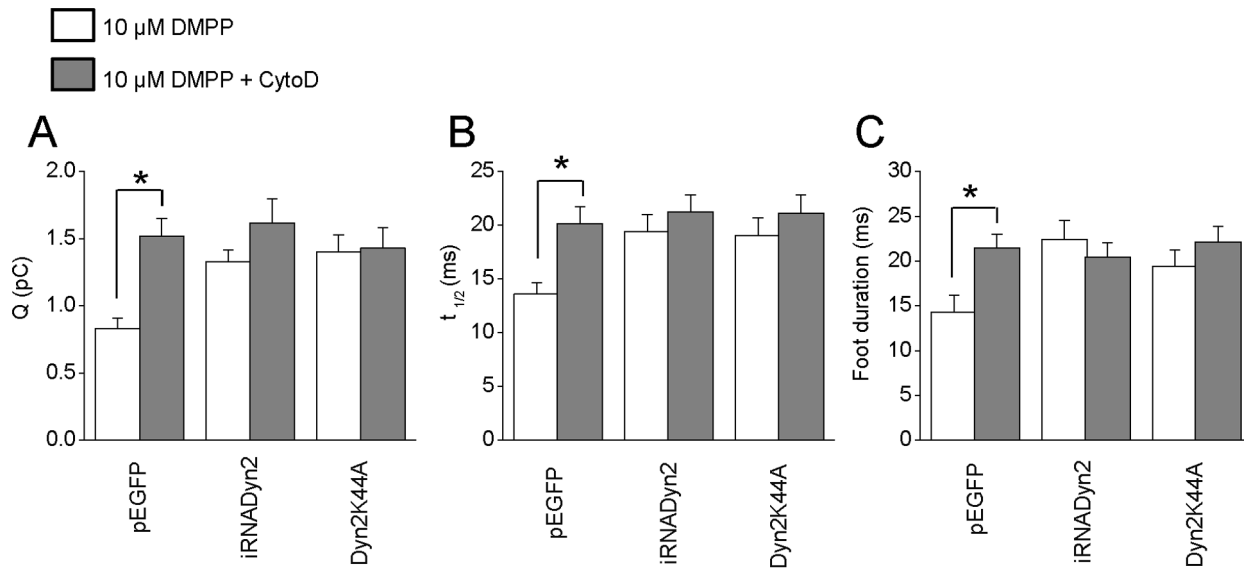 10 µM DMPP
10 µM DMPP + CytoD
A
Q (pC)
2.0
1.5
1.0
0.5
0.0
*
pEGFP
iRNADyn2
Dyn2K44A
B
t 1/2 (ms)
25
20
15
10
5
0
*
pEGFP
iRNADyn2
Dyn2K44A
C
Foot duration (ms)
30
25
20
15
10
5
0
*
pEGFP
iRNADyn2
Dyn2K44A